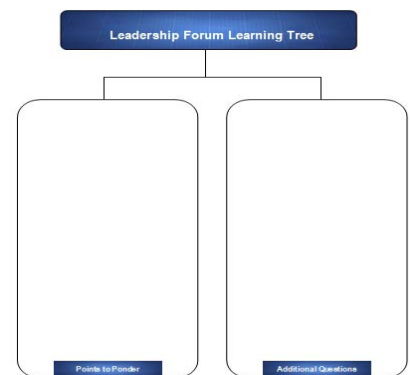 Leadership Forum Learning Tree
Points to Ponder
Additional Questions